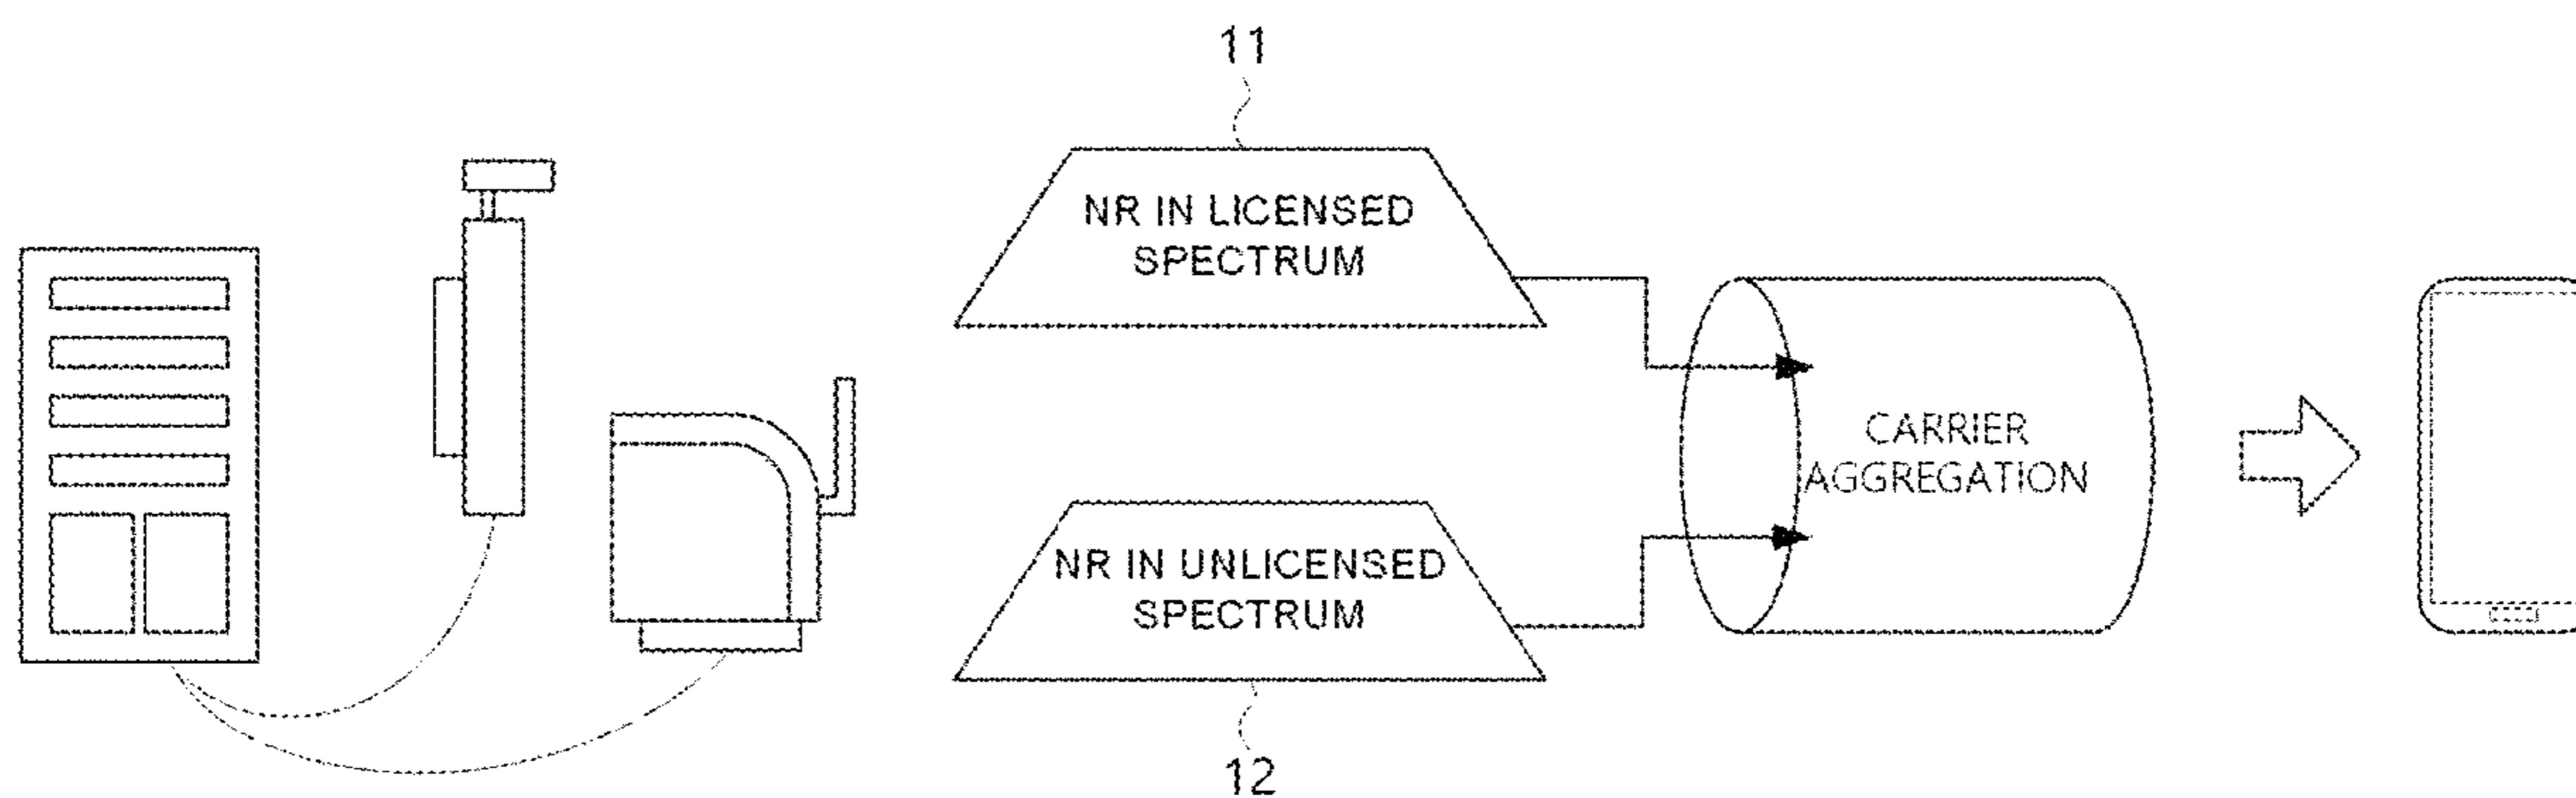 11
NR IN LICENSED
SPECTRUM
CARRIER
AGGREGATION
NR IN UNLICENSED
SPECTRUM
12